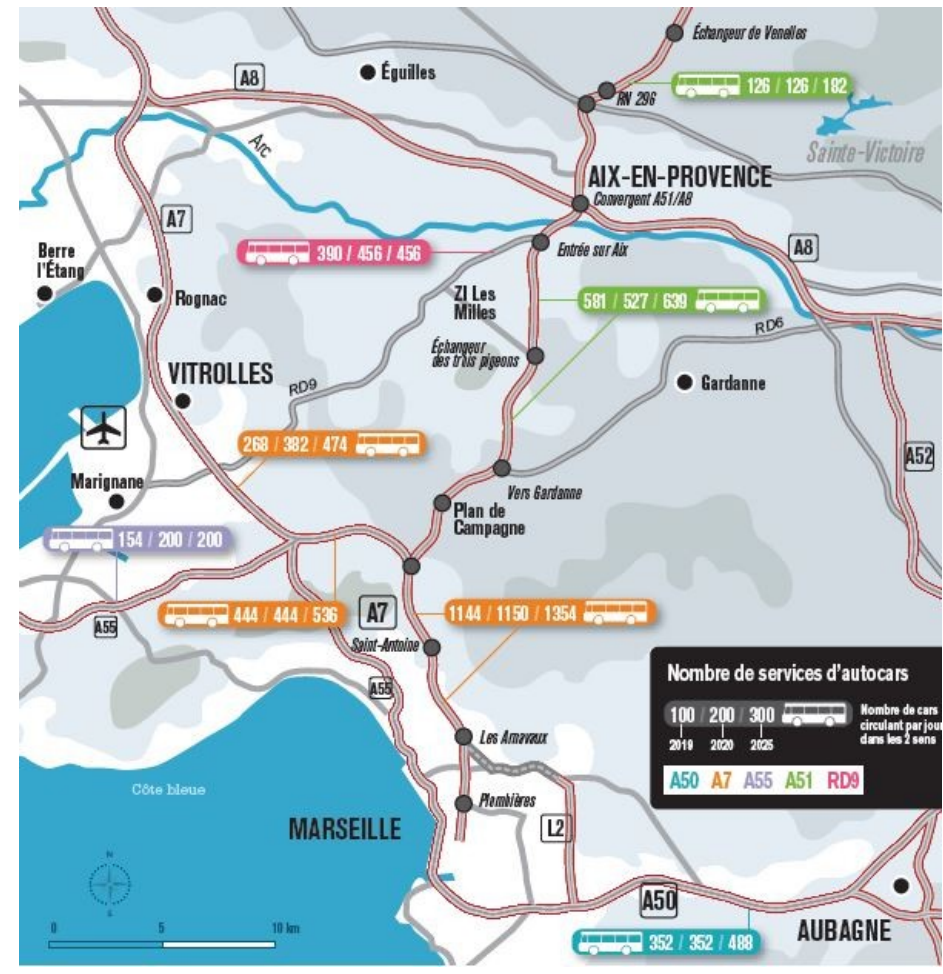 Échangeur de Venelles
A8
Éguilles
RN 296
126 / 126 / 182
Sainte-Victoire
Arc
AIX-EN-PROVENCE
Convergent A51/A8
A7
390 / 456 / 456
Entrée sur Aix
A8
Berre
l'Étang
Rognac
ZI Les
Milles
581 / 527 / 639
RD6
Échangeur
des trois pigeons
VITROLLES
RD9
Gardanne
268 / 382 / 474
A52
Marignane
Vers Gardanne
Plan de
Campagne
154 / 200 / 200
A55
444 / 444 / 536
A7
1144 / 1150 / 1354
Saint-Antoine
A55
Nombre de services d'autocars
100 / 200 / 300
2019 2020 2025
Nombre de cars
circulant par jour
dans les 2 sens
A50 A7 A55 A51 RD9
Les Arnavaux
Côte bleue
Plombières
MARSEILLE
L2
N
S
A50
AUBAGNE
0 5 10 km
352 / 352 / 488